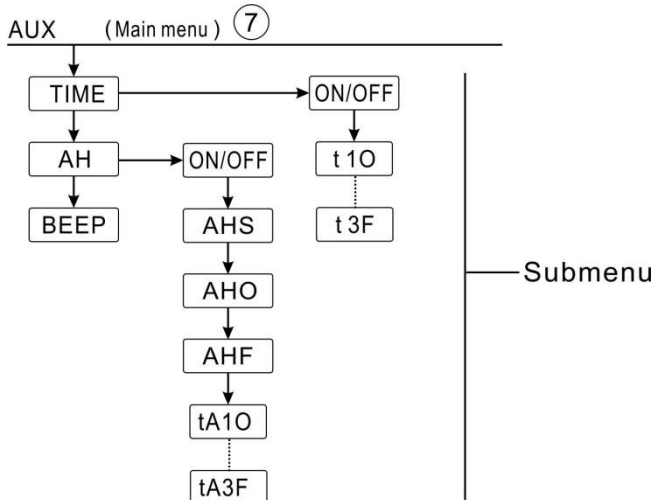 AUX (Main menu) ⑦
TIME ON/OFF
AH ON/OFF t 1O
BEEP AHS t 3F
AHO
Submenu
AHF
tA1O
tA3F